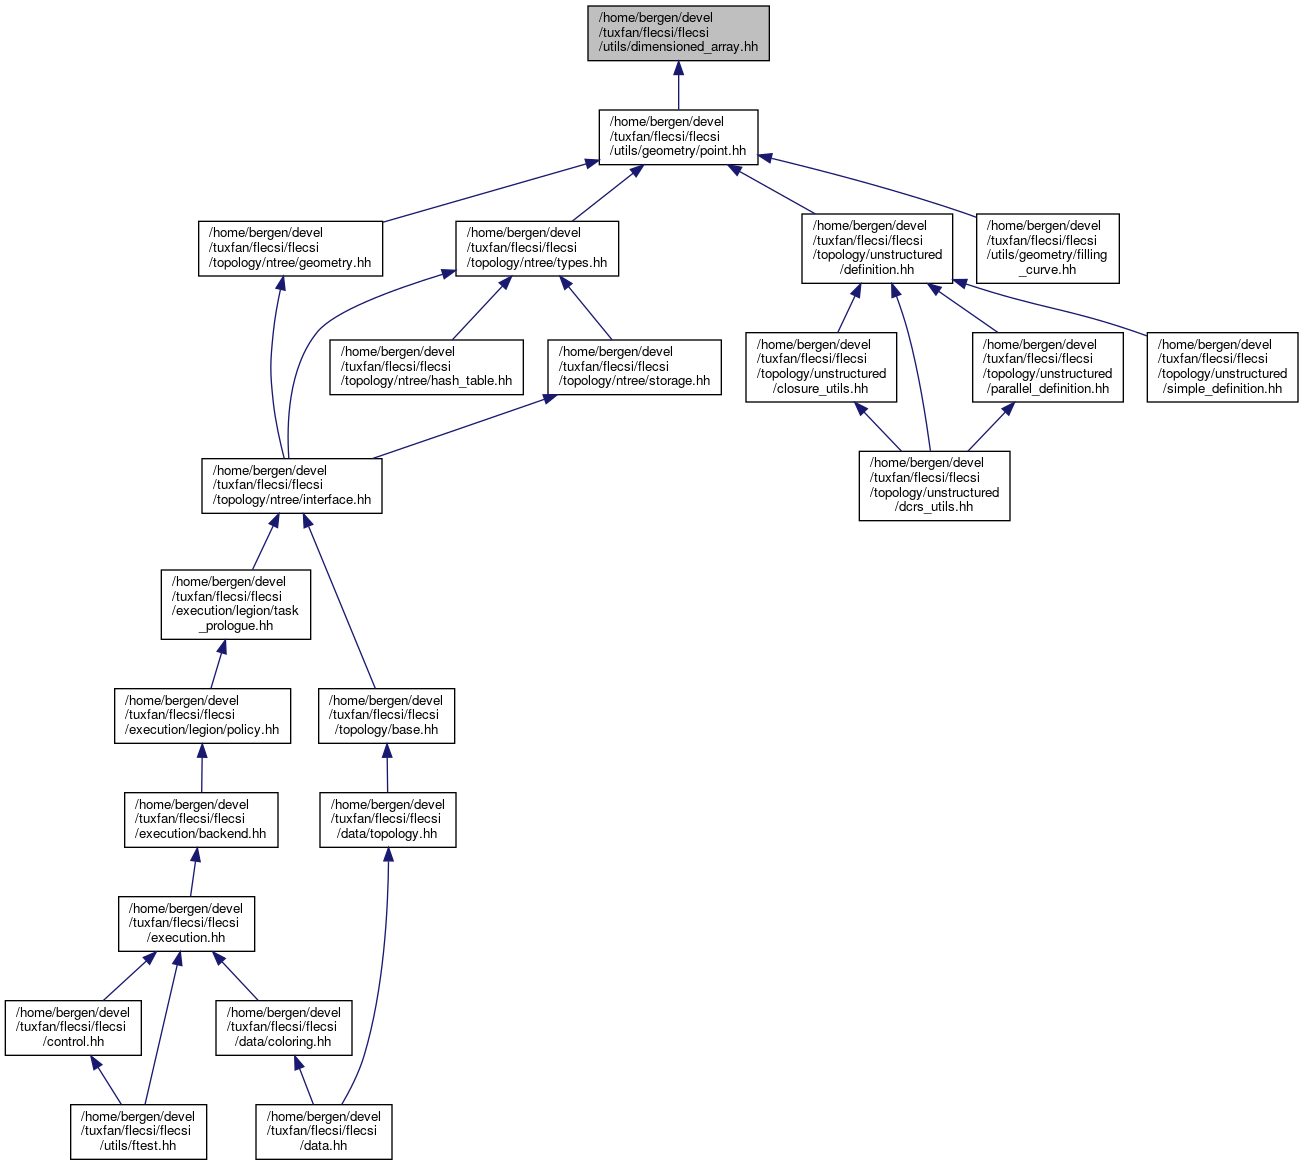 /home/bergen/devel
/tuxfan/flecsi/flecsi
/utils/dimensioned_array.hh
/home/bergen/devel
/tuxfan/flecsi/flecsi
/utils/geometry/point.hh
/home/bergen/devel
/tuxfan/flecsi/flecsi
/topology/ntree/geometry.hh
/home/bergen/devel
/tuxfan/flecsi/flecsi
/topology/ntree/types.hh
/home/bergen/devel
/tuxfan/flecsi/flecsi
/topology/unstructured
/definition.hh
/home/bergen/devel
/tuxfan/flecsi/flecsi
/utils/geometry/filling
_curve.hh
/home/bergen/devel
/tuxfan/flecsi/flecsi
/topology/ntree/hash_table.hh
/home/bergen/devel
/tuxfan/flecsi/flecsi
/topology/ntree/storage.hh
/home/bergen/devel
/tuxfan/flecsi/flecsi
/topology/unstructured
/closure_utils.hh
/home/bergen/devel
/tuxfan/flecsi/flecsi
/topology/unstructured
/parallel_definition.hh
/home/bergen/devel
/tuxfan/flecsi/flecsi
/topology/unstructured
/simple_definition.hh
/home/bergen/devel
/tuxfan/flecsi/flecsi
/topology/ntree/interface.hh
/home/bergen/devel
/tuxfan/flecsi/flecsi
/topology/unstructured
/dcrs_utils.hh
/home/bergen/devel
/tuxfan/flecsi/flecsi
/execution/legion/task
_prologue.hh
/home/bergen/devel
/tuxfan/flecsi/flecsi
/execution/legion/policy.hh
/home/bergen/devel
/tuxfan/flecsi/flecsi
/topology/base.hh
/home/bergen/devel
/tuxfan/flecsi/flecsi
/execution/backend.hh
/home/bergen/devel
/tuxfan/flecsi/flecsi
/data/topology.hh
/home/bergen/devel
/tuxfan/flecsi/flecsi
/execution.hh
/home/bergen/devel
/tuxfan/flecsi/flecsi
/control.hh
/home/bergen/devel
/tuxfan/flecsi/flecsi
/data/coloring.hh
/home/bergen/devel
/tuxfan/flecsi/flecsi
/utils/ftest.hh
/home/bergen/devel
/tuxfan/flecsi/flecsi
/data.hh